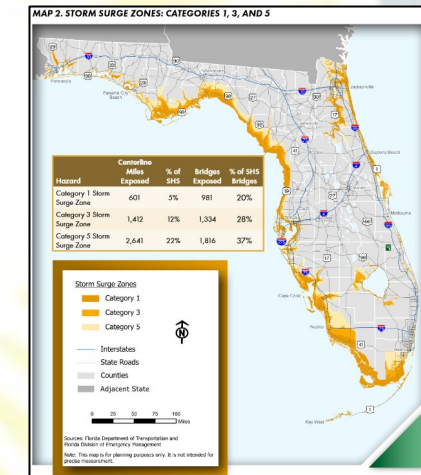 MAP 2. STORM SURGE ZONES: CATEGORIES 1, 3, AND 5
Pensacola
Panama City
Beach
Tallahassee
Jacksonville
Daytona Beach
Melbourne
Cape Coral
Naples
Key West
Hazard
Centerline
Miles
Exposed
% of
SHS
Bridges
Exposed
% of SHS
Bridges
Category 1 Storm
Surge Zone
601
5%
981
20%
Category 3 Storm
Surge Zone
1,412
12%
1,334
28%
Category 5 Storm
Surge Zone
2,641
22%
1,816
37%
Storm Surge Zones
Category 1
Category 3
Category 5
N
Interstates
State Roads
Counties
Adjacent State
0 25 50 75 100
Miles
Sources: Florida Department of Transportation and
Florida Division of Emergency Management
Note: This map is for planning purposes only. It is not intended for
precise measurement.